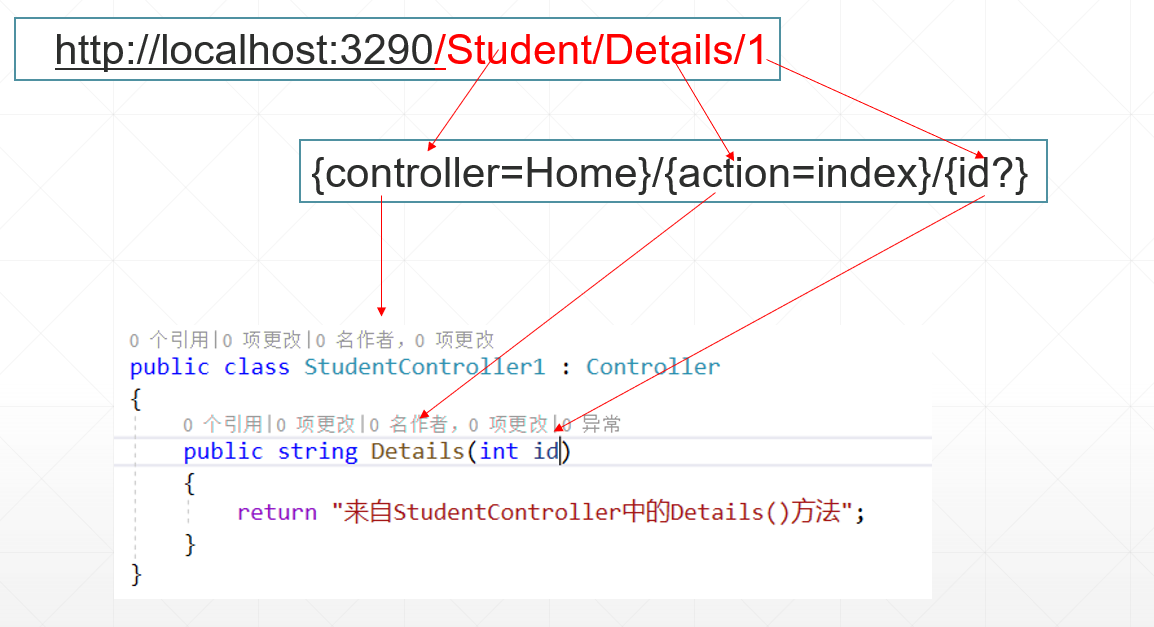 http://localhost:3290/Student/Details/1
{controller=Home}/{action=index}/{id?}
0 个引用|0 项更改|0 名作者，0 项更改
public class StudentController1 : Controller
{
0 个引用|0 项更改|0 名作者，0 项更改|0 异常
public string Details(int id)
{
return "来自StudentController中的Details()方法";
}
}